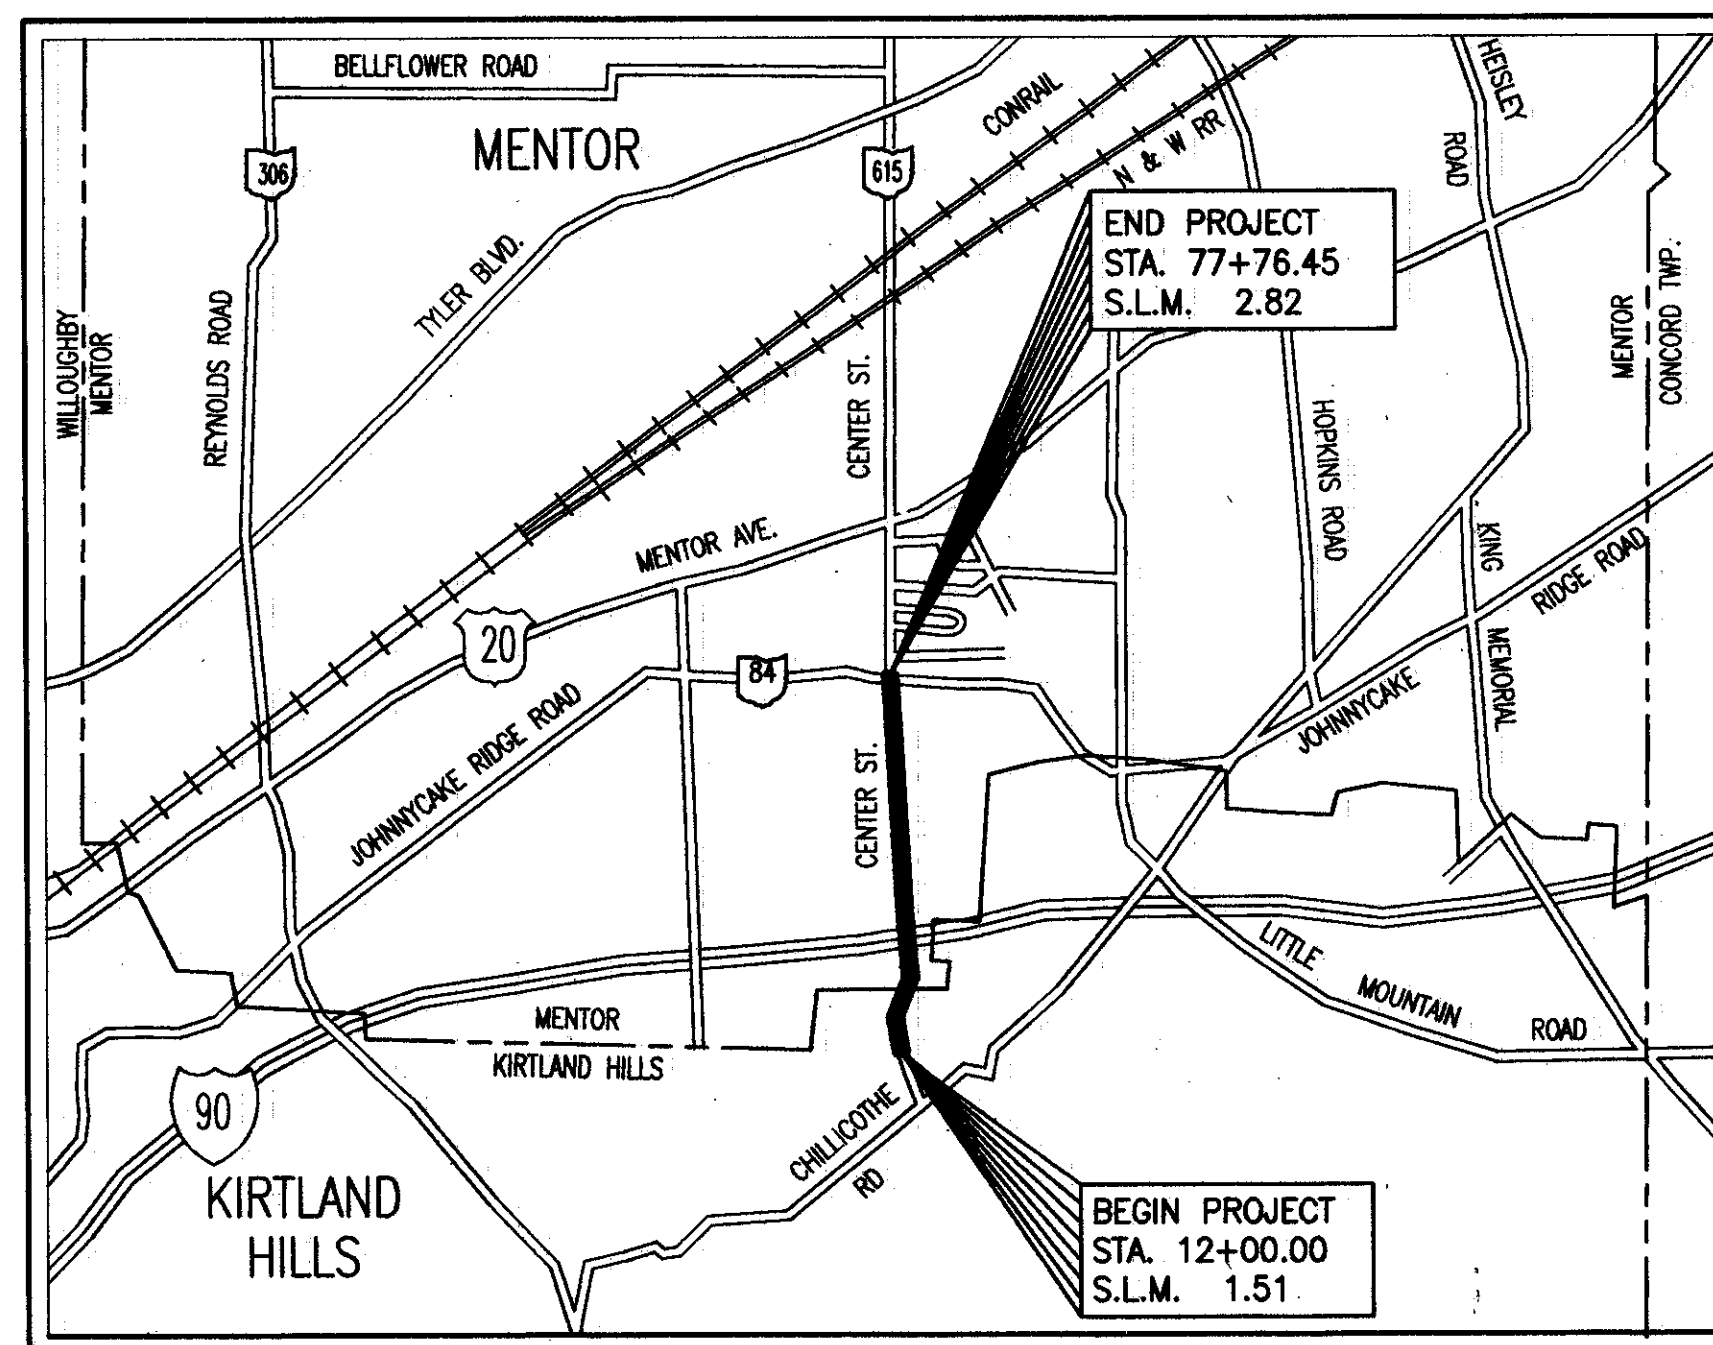 BELLFLOWER ROAD
MENTOR
306
615
CONRAIL
N & W RR
HEISLEY
ROAD
END PROJECT
STA. 77+76.45
S.L.M. 2.82
TYLER BLVD.
REYNOLDS ROAD
WILLOUGHBY
MENTOR
CENTER ST.
MENTOR
CONCORD TWP.
HOPKINS ROAD
MENTOR AVE.
KING
MEMORIAL
RIDGE ROAD
JOHNNYCAKE
20
84
JOHNNYCAKE RIDGE ROAD
CENTER ST.
LITTLE
MOUNTAIN
ROAD
MENTOR
KIRTLAND HILLS
90
CHILLICOTHE
RD
KIRTLAND
HILLS
BEGIN PROJECT
STA. 12+00.00
S.L.M. 1.51